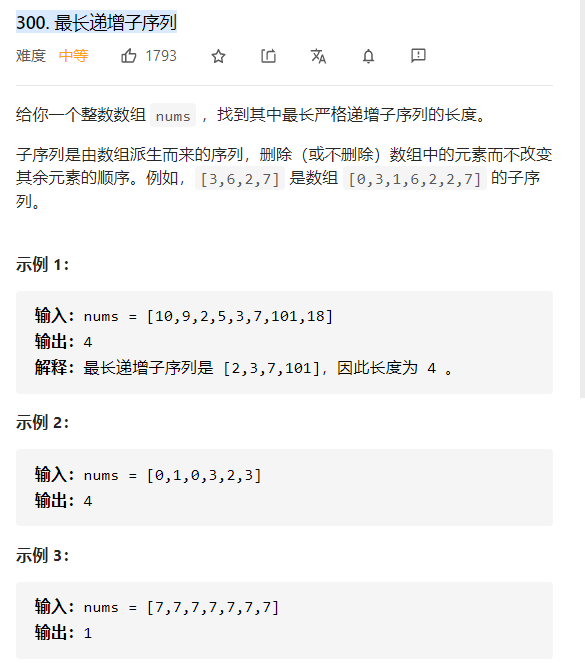 300. 最长递增子序列
难度 中等 1793
给你一个整数数组 nums ，找到其中最长严格递增子序列的长度。
子序列是由数组派生而来的序列，删除（或不删除）数组中的元素而不改变
其余元素的顺序。例如， [3,6,2,7] 是数组 [0,3,1,6,2,2,7] 的子序
列。
示例 1：
输入：nums = [10,9,2,5,3,7,101,18]
输出：4
解释：最长递增子序列是 [2,3,7,101]，因此长度为 4 。
示例 2：
输入：nums = [0,1,0,3,2,3]
输出：4
示例 3：
输入：nums = [7,7,7,7,7,7,7]
输出：1